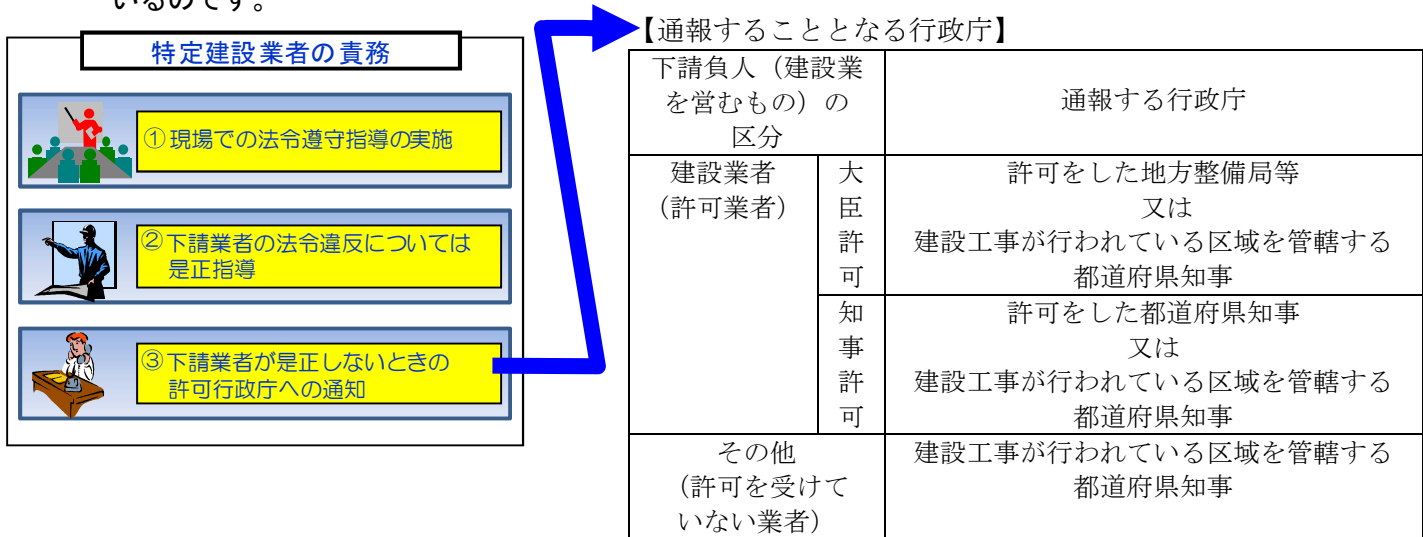 いるのです。
特定建設業者の責務
①現場での法令遵守指導の実施
②下請業者の法令違反については
是正指導
③下請業者が是正しないときの
許可行政庁への通知
【通報することとなる行政庁】
下請負人（建設業
を営むもの）の
区分
通報する行政庁
建設業者
（許可業者）
大
臣
許
可
許可をした地方整備局等
又は
建設工事が行われている区域を管轄する
都道府県知事
知
事
許
可
許可をした都道府県知事
又は
建設工事が行われている区域を管轄する
都道府県知事
その他
（許可を受けて
いない業者）
建設工事が行われている区域を管轄する
都道府県知事